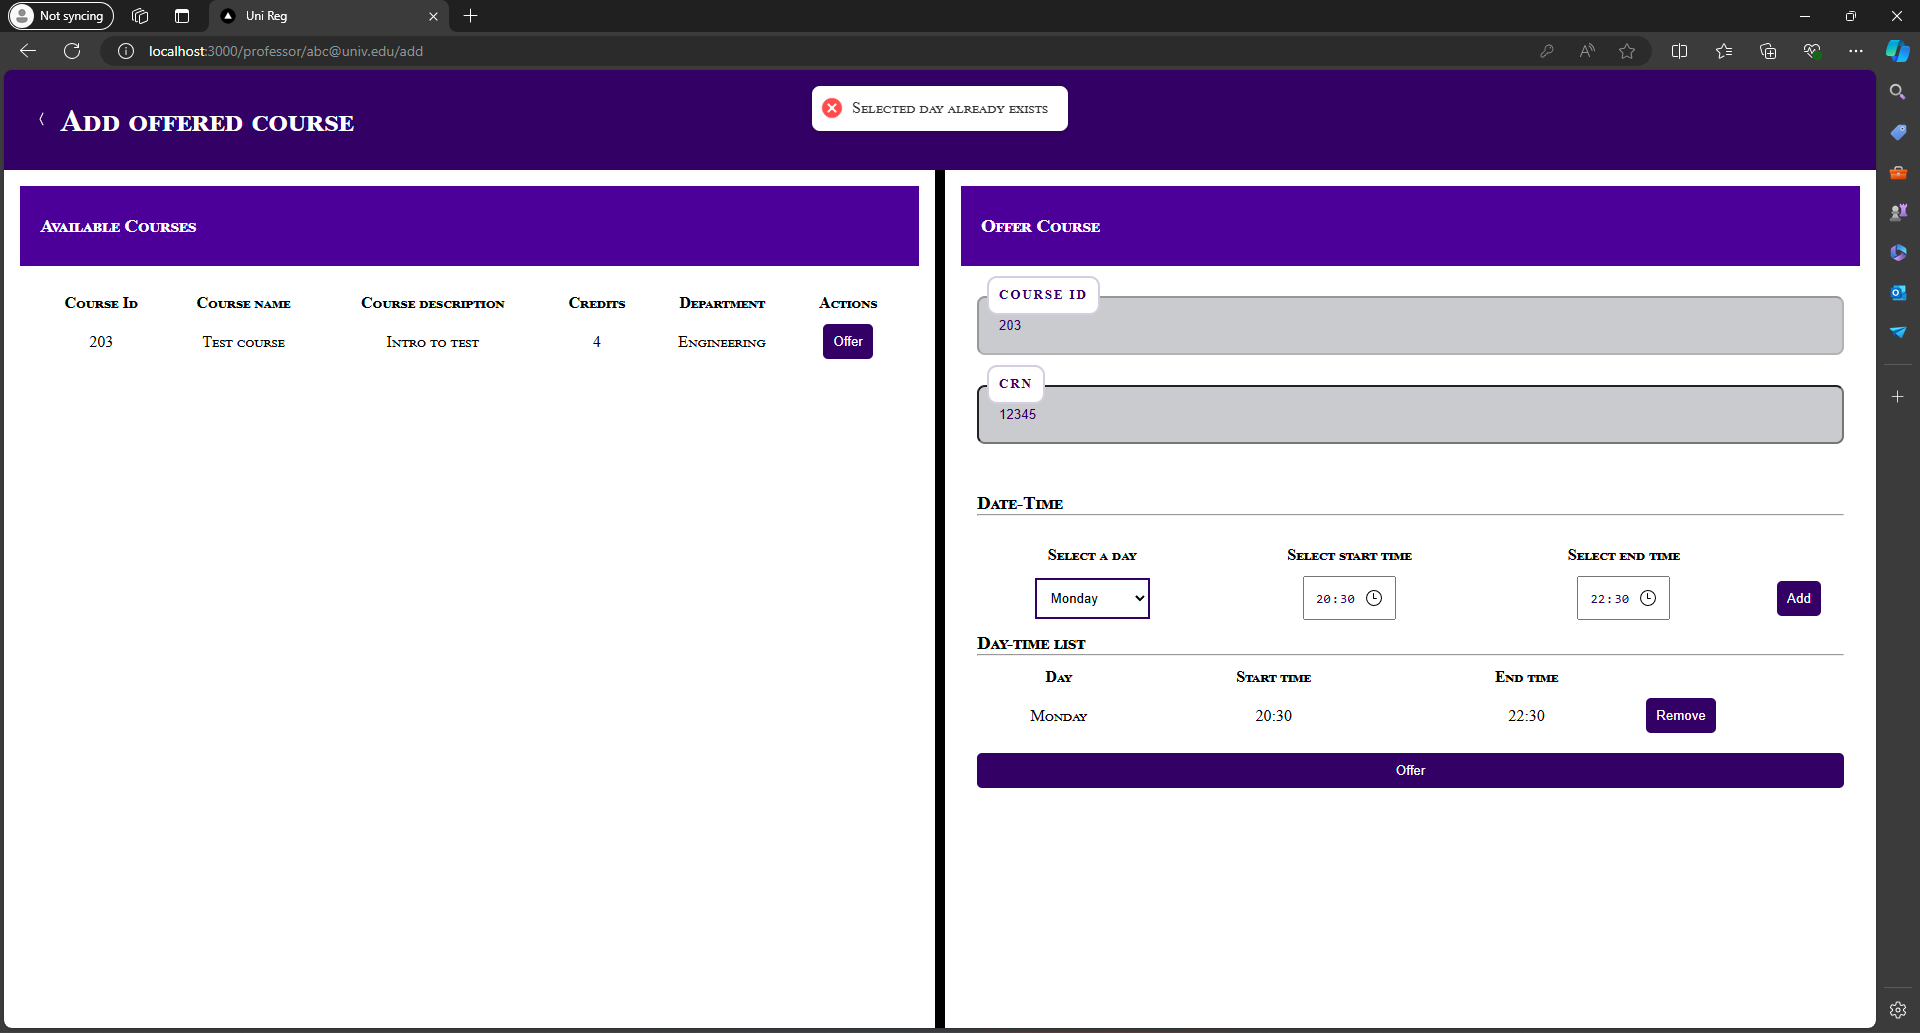 Not syncing
Uni Reg
localhost:3000/professor/abc@univ.edu/add
Add offered course
Selected day already exists
Available Courses
Course Id Course name Course description Credits Department Actions
203 Test course Intro to test 4 Engineering Offer
Offer Course
COURSE ID
203
CRN
12345
Date-Time
Select a day Select start time Select end time
Monday 20:30 22:30 Add
Day-time list
Day Start time End time
Monday 20:30 22:30 Remove
Offer